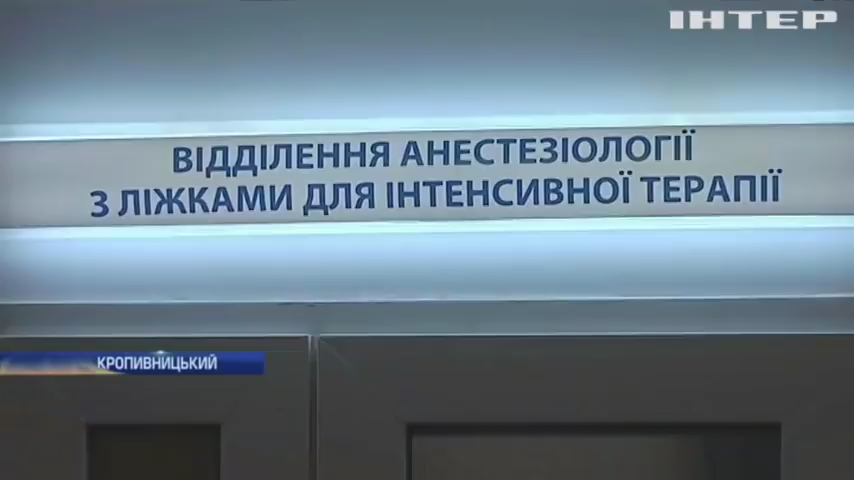 ІНТЕР
ВІДДІЛЕННЯ АНЕСТЕЗІОЛОГІЇ
З ЛІЖКАМИ ДЛЯ ІНТЕНСИВНОЇ ТЕРАПІЇ
КРОПИВНИЦЬКИЙ